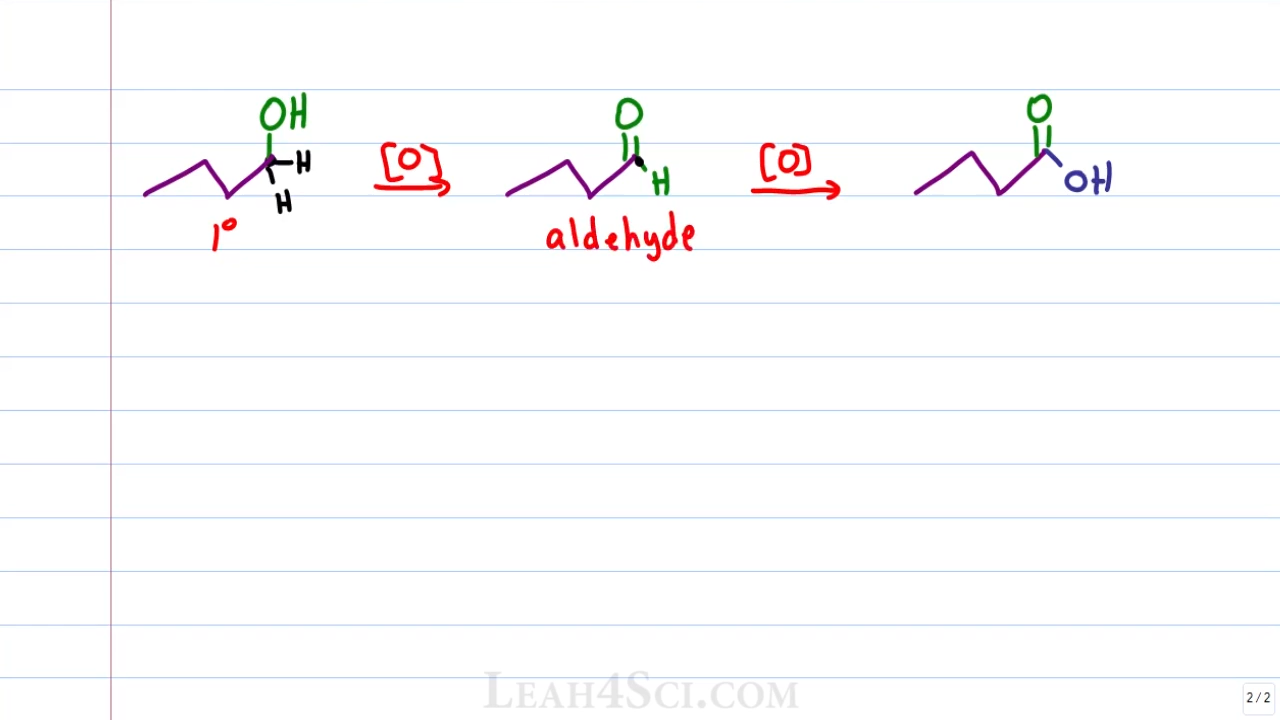 OH O O
H [O] [O]
H H OH
1° aldehyde
LEAH4SCI.COM
2/2